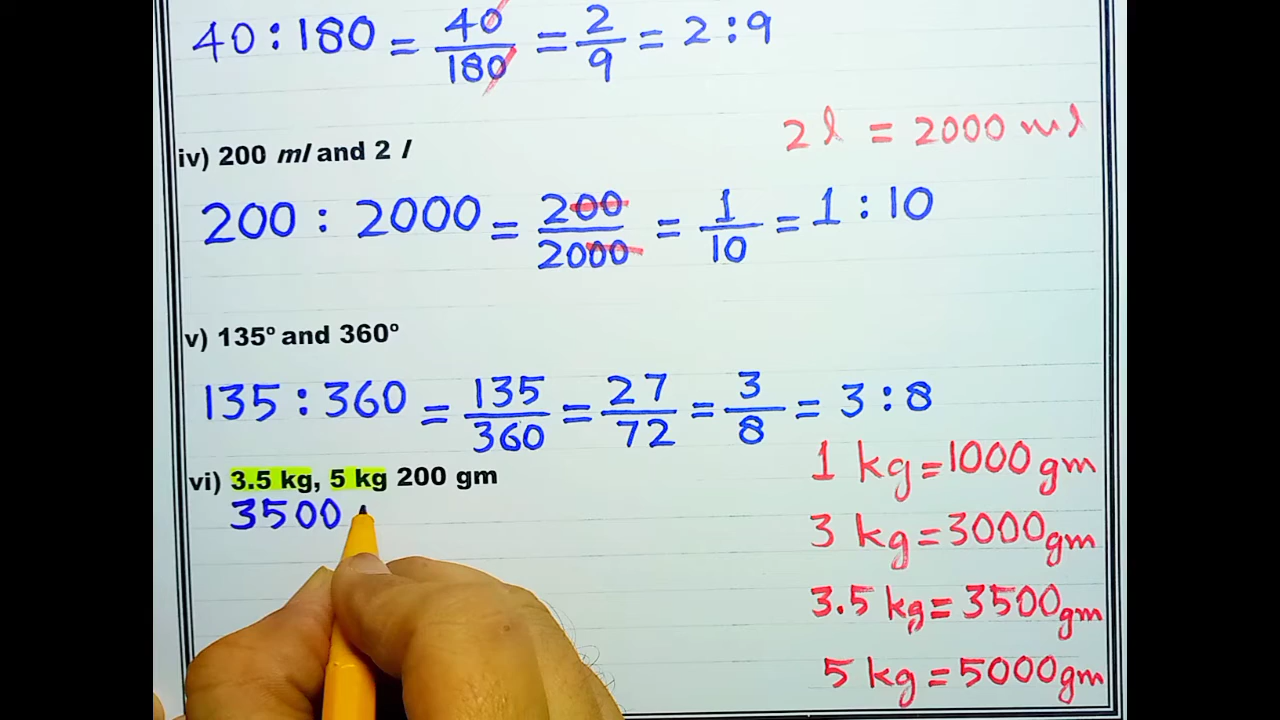 40 : 180 = 40/180 = 2/9 = 2 : 9
2 l = 2000 ml
iv) 200 ml and 2 l
200 : 2000 = 200/2000 = 1/10 = 1 : 10
v) 135º and 360º
135 : 360 = 135/360 = 27/72 = 3/8 = 3 : 8
1 kg = 1000 gm
vi) 3.5 kg, 5 kg 200 gm
3500
3 kg = 3000 gm
3.5 kg = 3500 gm
5 kg = 5000 gm